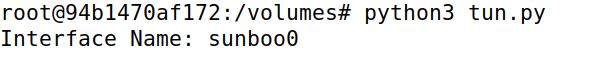 root@94b1470af172:/volumes# python3 tun.py
Interface Name: sunboo0